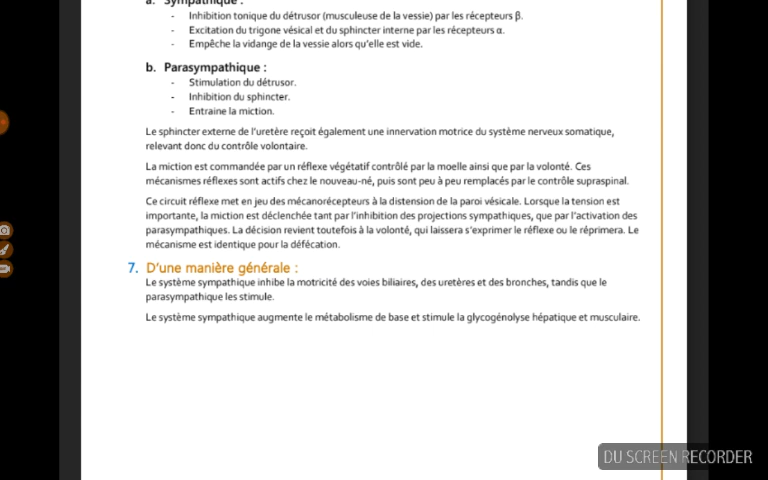 a. Sympathique :
- Inhibition tonique du détrusor (musculeuse de la vessie) par les récepteurs β.
- Excitation du trigone vésical et du sphincter interne par les récepteurs α.
- Empêche la vidange de la vessie alors qu'elle est vide.
b. Parasympathique :
- Stimulation du détrusor.
- Inhibition du sphincter.
- Entraine la miction.
Le sphincter externe de l'uretère reçoit également une innervation motrice du système nerveux somatique,
relevant donc du contrôle volontaire.
La miction est commandée par un réflexe végétatif contrôlé par la moelle ainsi que par la volonté. Ces
mécanismes réflexes sont actifs chez le nouveau-né, puis sont peu à peu remplacés par le contrôle supraspinal.
Ce circuit réflexe met en jeu des mécanorécepteurs à la distension de la paroi vésicale. Lorsque la tension est
importante, la miction est déclenchée tant par l'inhibition des projections sympathiques, que par l'activation des
parasympathiques. La décision revient toutefois à la volonté, qui laissera s'exprimer le réflexe ou le réprimera. Le
mécanisme est identique pour la défécation.
7. D'une manière générale :
Le système sympathique inhibe la motricité des voies biliaires, des uretères et des bronches, tandis que le
parasympathique les stimule.
Le système sympathique augmente le métabolisme de base et stimule la glycogénolyse hépatique et musculaire.
DU SCREEN RECORDER